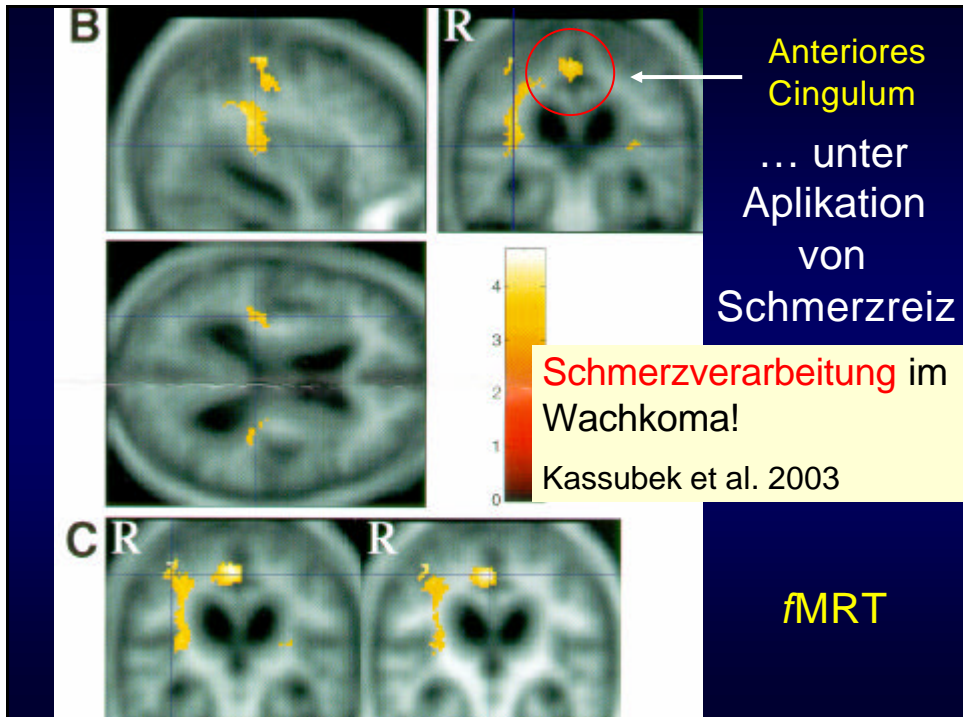 B
R
Anteriores
Cingulum
… unter
Aplikation
von
Schmerzreiz
4
3
2
1
0
Schmerzverarbeitung im
Wachkoma!
Kassubek et al. 2003
C
R
R
fMRT